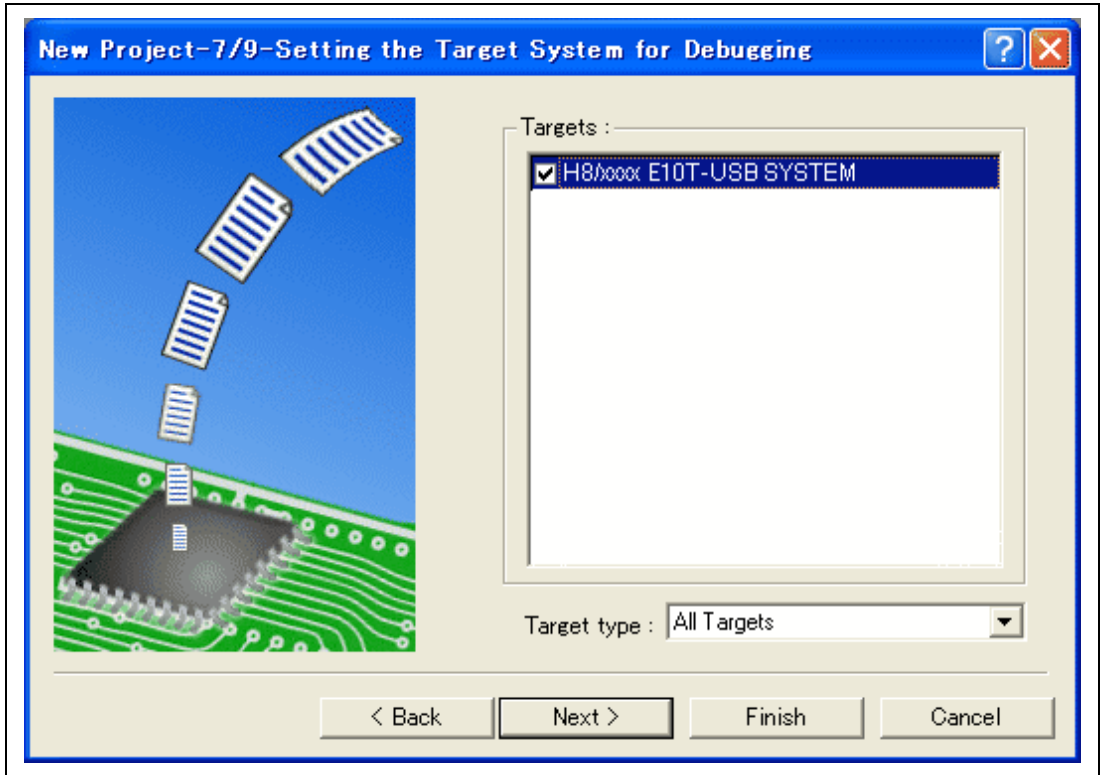 New Project-7/9-Setting the Target System for Debugging
Targets :
H8/xxxx E10T-USB SYSTEM
Target type : All Targets
< Back Next > Finish Cancel